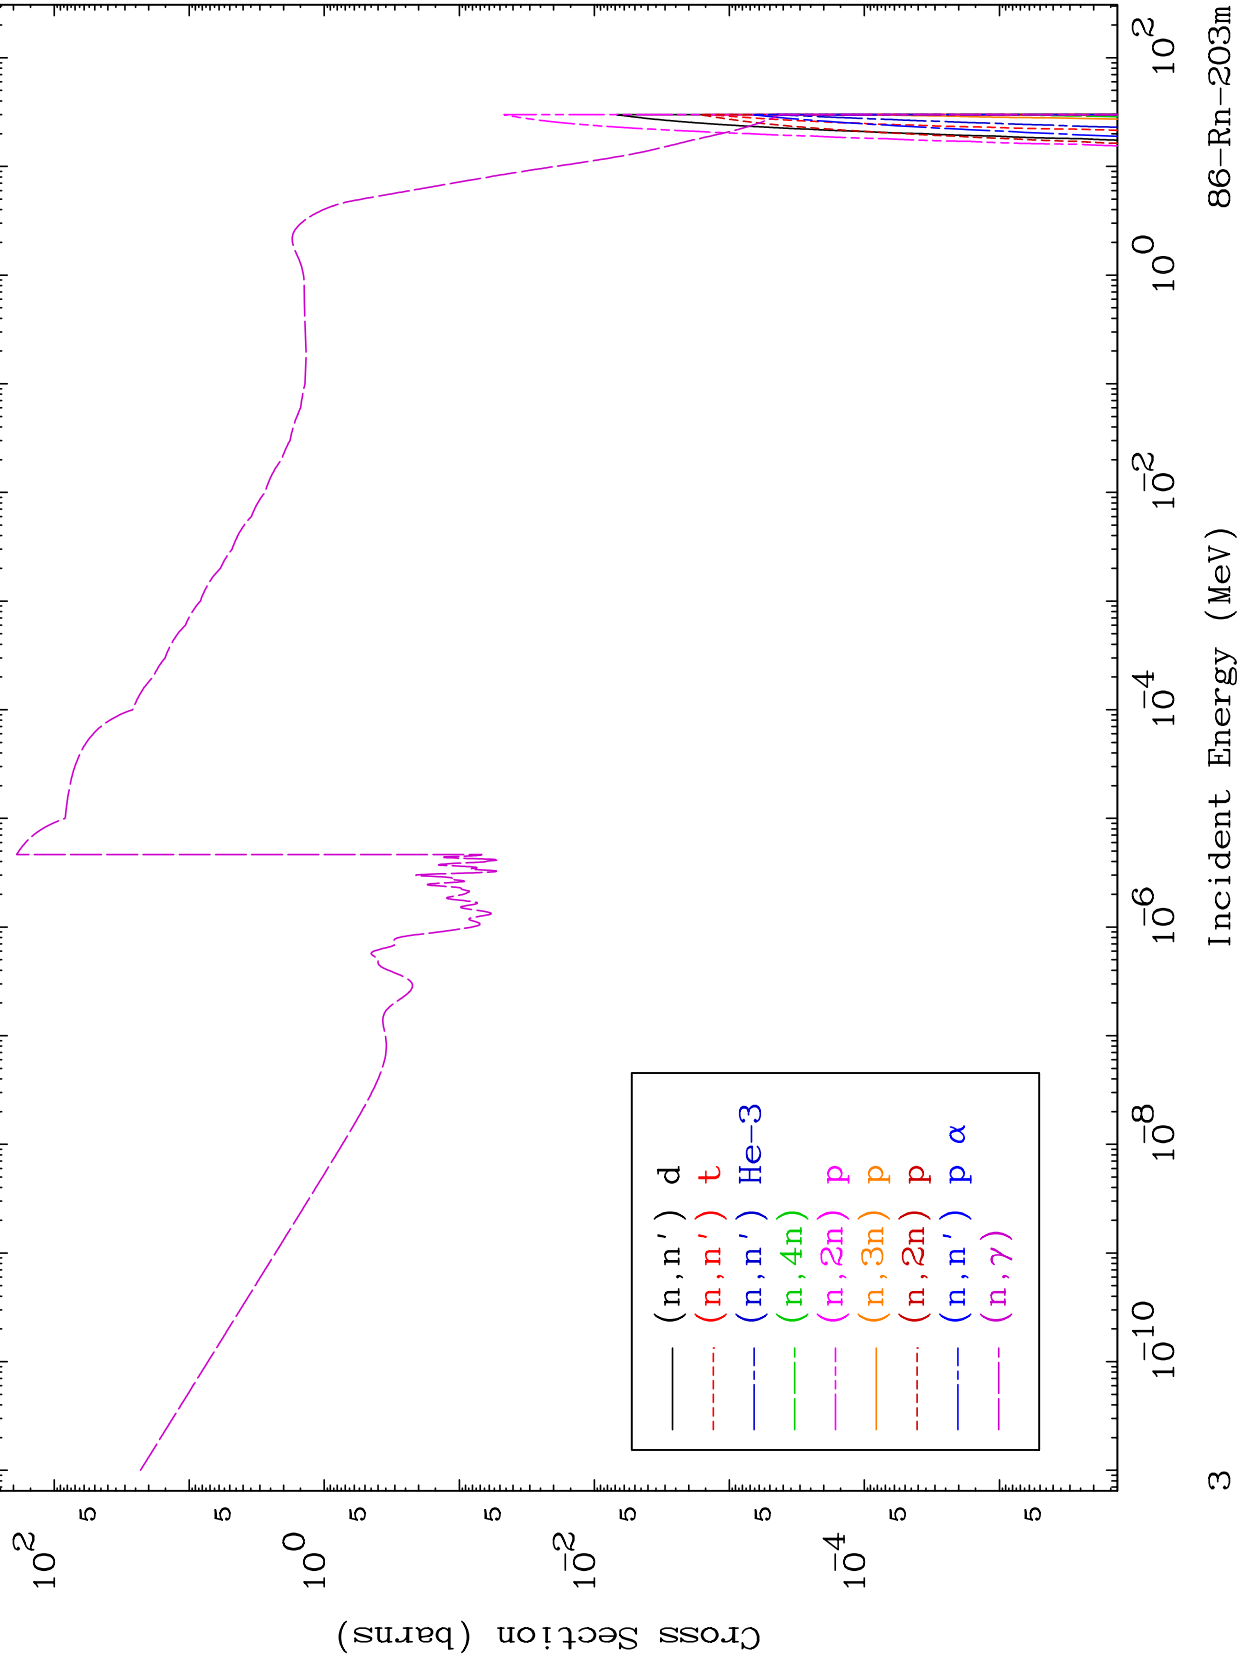 Cross Section (barns)
10^2
5
5
10^0
5
5
10^-2
5
5
10^-4
5
5
(n,n') d
(n,n') t
(n,n') He-3
(n,4n)
(n,2n) p
(n,3n) p
(n,2n) p
(n,n') p α
(n,γ)
10^-10
10^-8
10^-6
10^-4
10^-2
10^0
10^2
3
Incident Energy (MeV)
86-Rn-203m